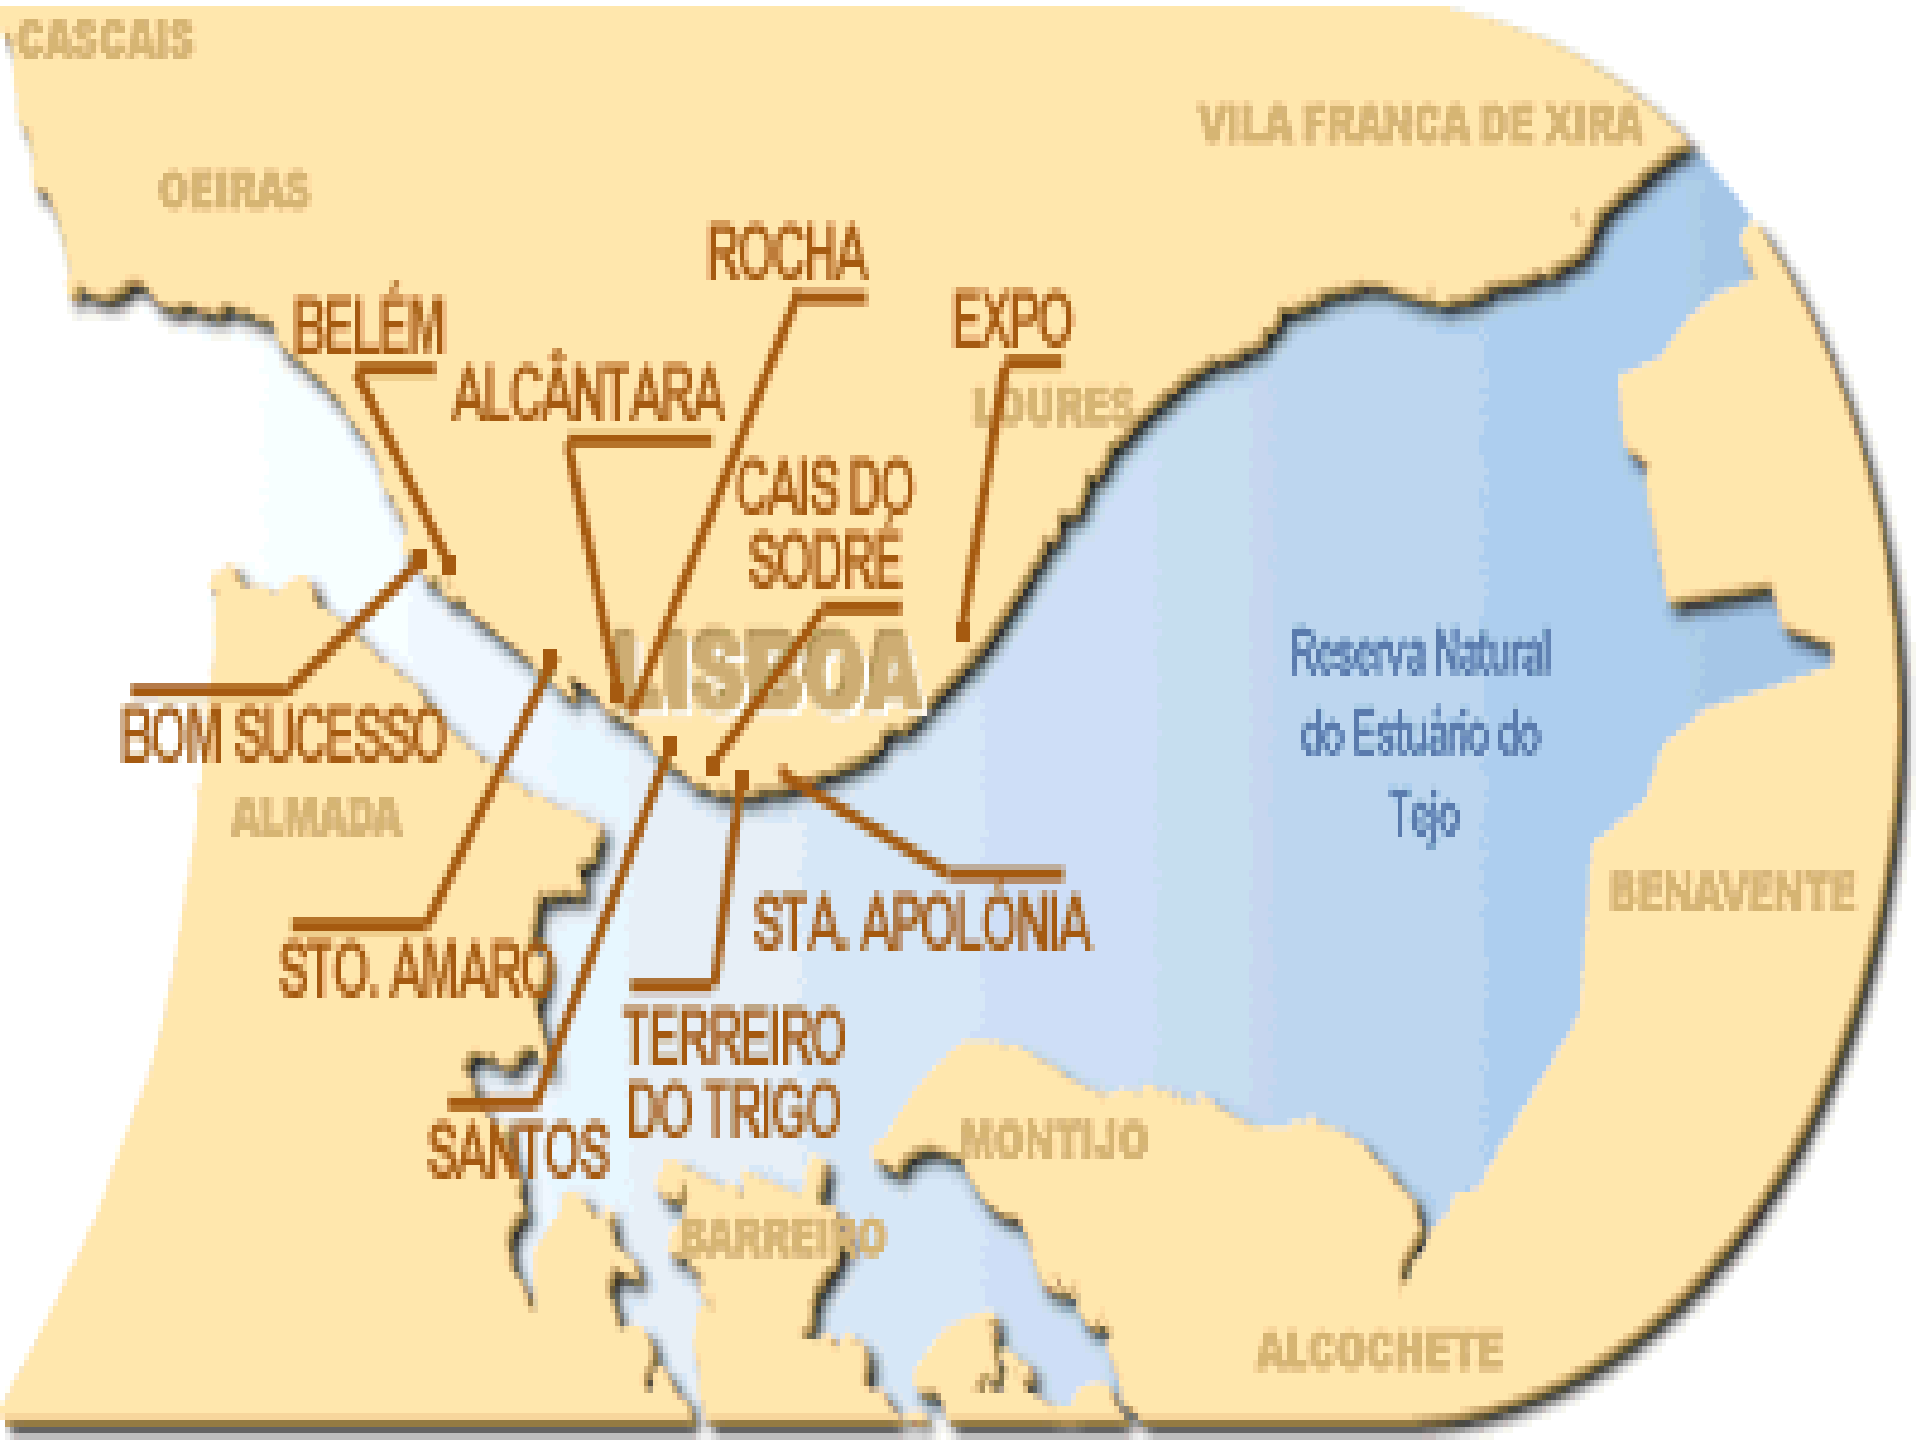 CASCAIS
VILA FRANCA DE XIRA
OEIRAS
ROCHA
BELÉM
EXPO
ALCÂNTARA
LOURES
CAIS DO
SODRÉ
LISBOA
Reserva Natural
do Estuário do
Tejo
BOM SUCESSO
ALMADA
BENAVENTE
STA. APOLÓNIA
STO. AMARO
TERREIRO
DO TRIGO
SANTOS
MONTIJO
BARREIRO
ALCOCHETE